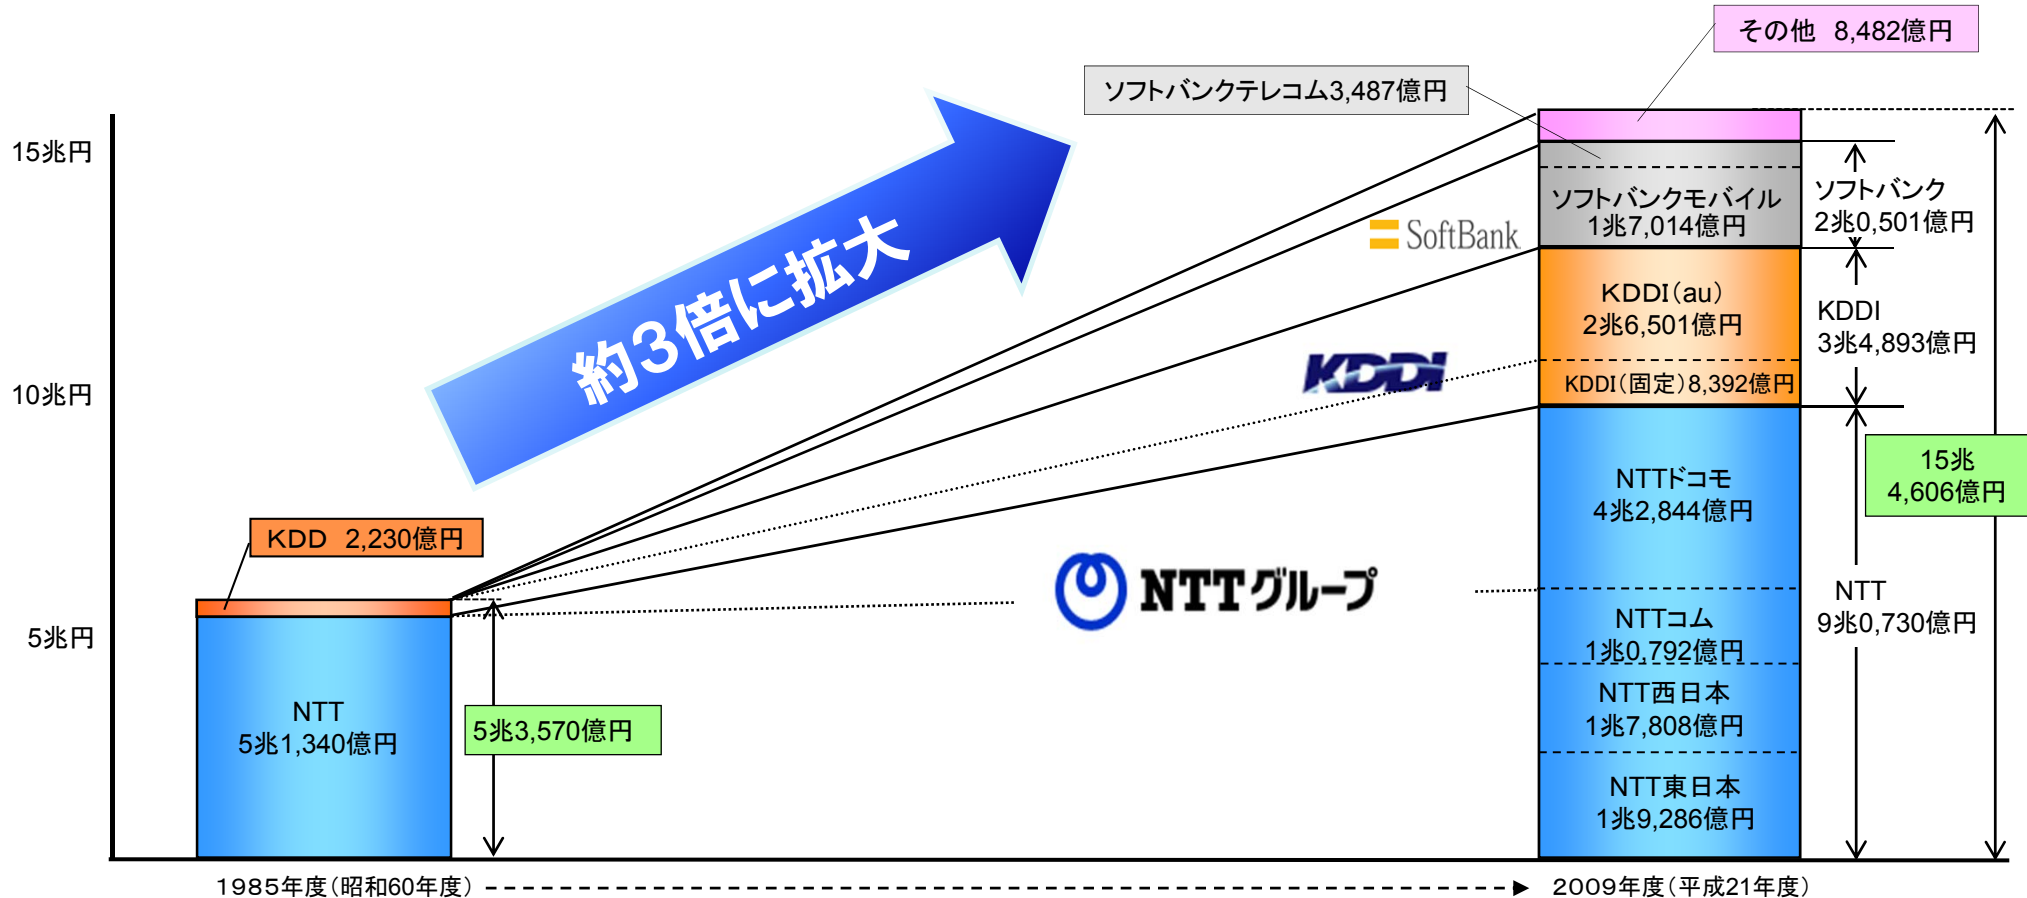 その他 8,482億円
ソフトバンクテレコム3,487億円
15兆円
10兆円
5兆円
約3倍に拡大
SoftBank
KDDI
NTTグループ
KDD 2,230億円
NTT
5兆1,340億円
5兆3,570億円
ソフトバンクモバイル
1兆7,014億円
KDDI(au)
2兆6,501億円
KDDI(固定)8,392億円
NTTドコモ
4兆2,844億円
NTTコム
1兆0,792億円
NTT西日本
1兆7,808億円
NTT東日本
1兆9,286億円
ソフトバンク
2兆0,501億円
KDDI
3兆4,893億円
15兆
4,606億円
NTT
9兆0,730億円
1985年度(昭和60年度)
2009年度(平成21年度)